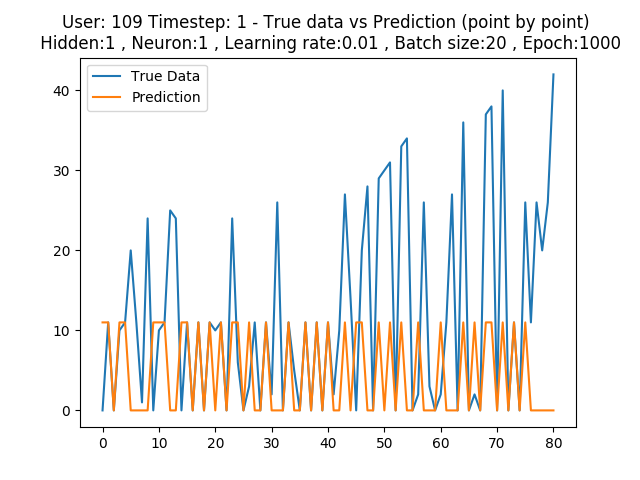 User: 109 Timestep: 1 - True data vs Prediction (point by point)
Hidden:1 , Neuron:1 , Learning rate:0.01 , Batch size:20 , Epoch:1000
True Data
Prediction
40
30
20
10
0
0 10 20 30 40 50 60 70 80